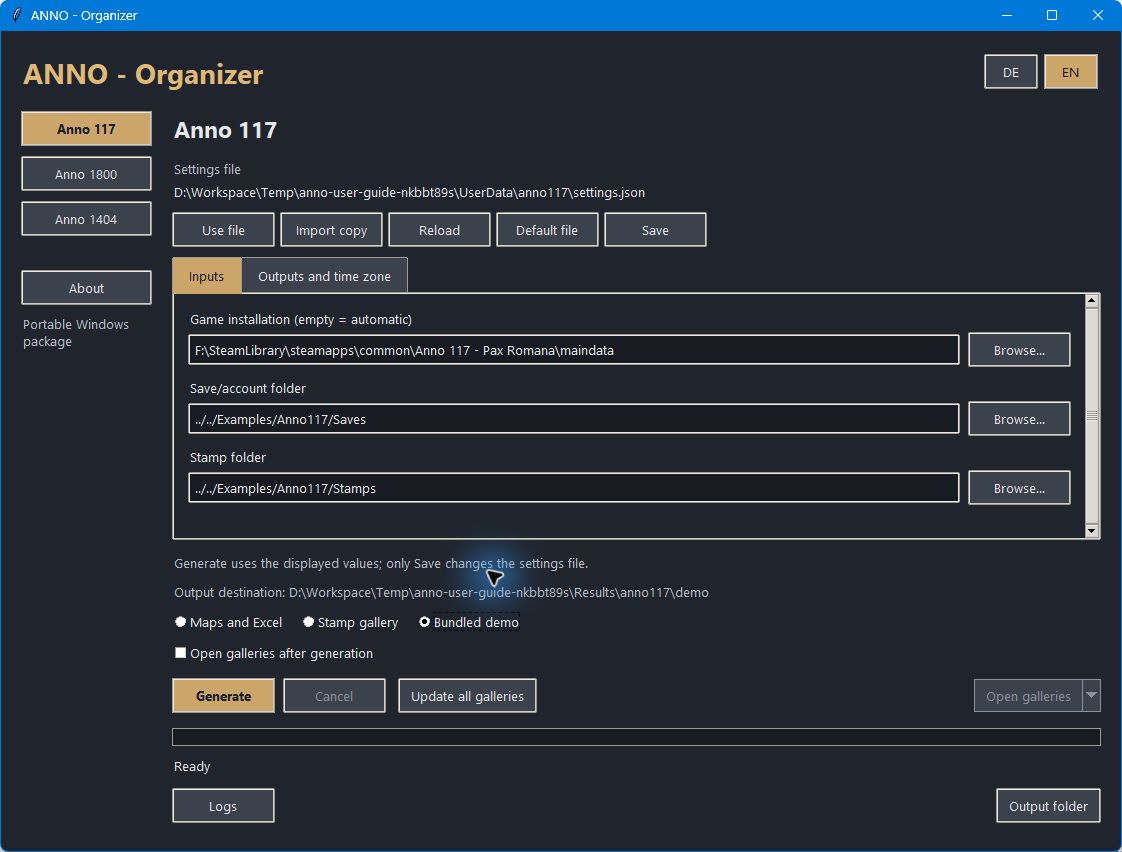 ANNO - Organizer
ANNO - Organizer
DE
EN
Anno 117
Anno 1800
Anno 1404
About
Portable Windows
package
Anno 117
Settings file
D:\Workspace\Temp\anno-user-guide-nkbbt89s\UserData\anno117\settings.json
Use file
Import copy
Reload
Default file
Save
Inputs
Outputs and time zone
Game installation (empty = automatic)
F:\SteamLibrary\steamapps\common\Anno 117 - Pax Romana\maindata
Browse...
Save/account folder
../../Examples/Anno117/Saves
Browse...
Stamp folder
../../Examples/Anno117/Stamps
Browse...
Generate uses the displayed values; only Save changes the settings file.
Output destination: D:\Workspace\Temp\anno-user-guide-nkbbt89s\Results\anno117\demo
Maps and Excel
Stamp gallery
Bundled demo
Open galleries after generation
Generate
Cancel
Update all galleries
Open galleries
Ready
Logs
Output folder